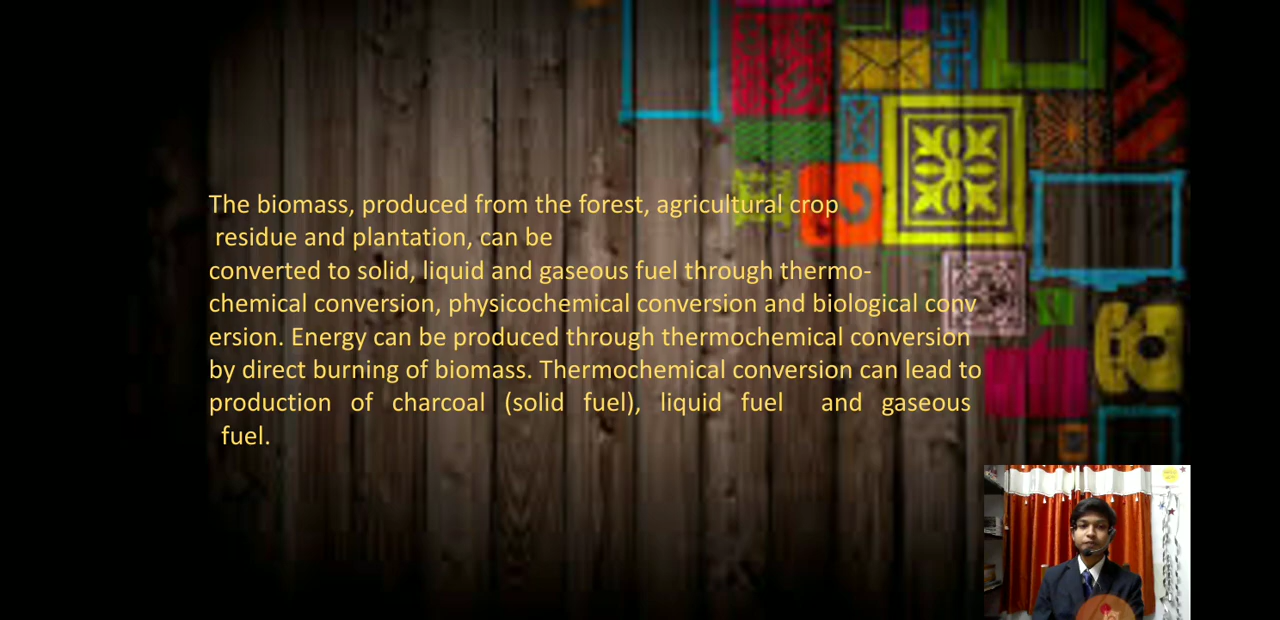 The biomass, produced from the forest, agricultural crop
residue and plantation, can be
converted to solid, liquid and gaseous fuel through thermo-
chemical conversion, physicochemical conversion and biological conv
ersion. Energy can be produced through thermochemical conversion
by direct burning of biomass. Thermochemical conversion can lead to
production of charcoal (solid fuel), liquid fuel and gaseous
fuel.